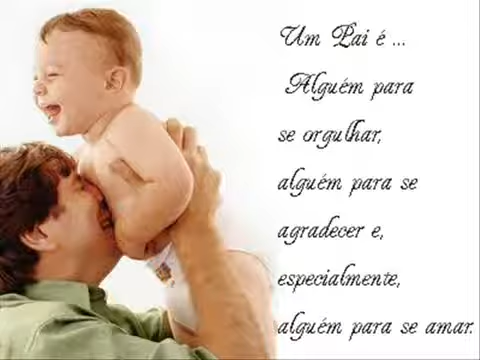 Um Pai é ...
Alguém para
se orgulhar,
alguém para se
agradecer e,
especialmente,
alguém para se amar.